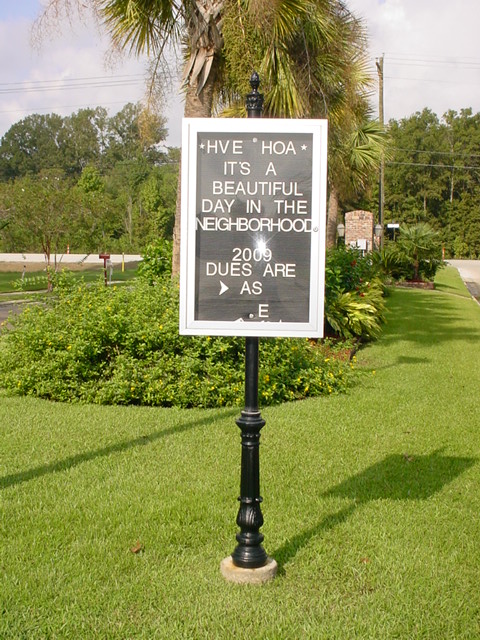 *HVE HOA*
IT'S A
BEAUTIFUL
DAY IN THE
NEIGHBORHOOD
2009
DUES ARE
AS
E